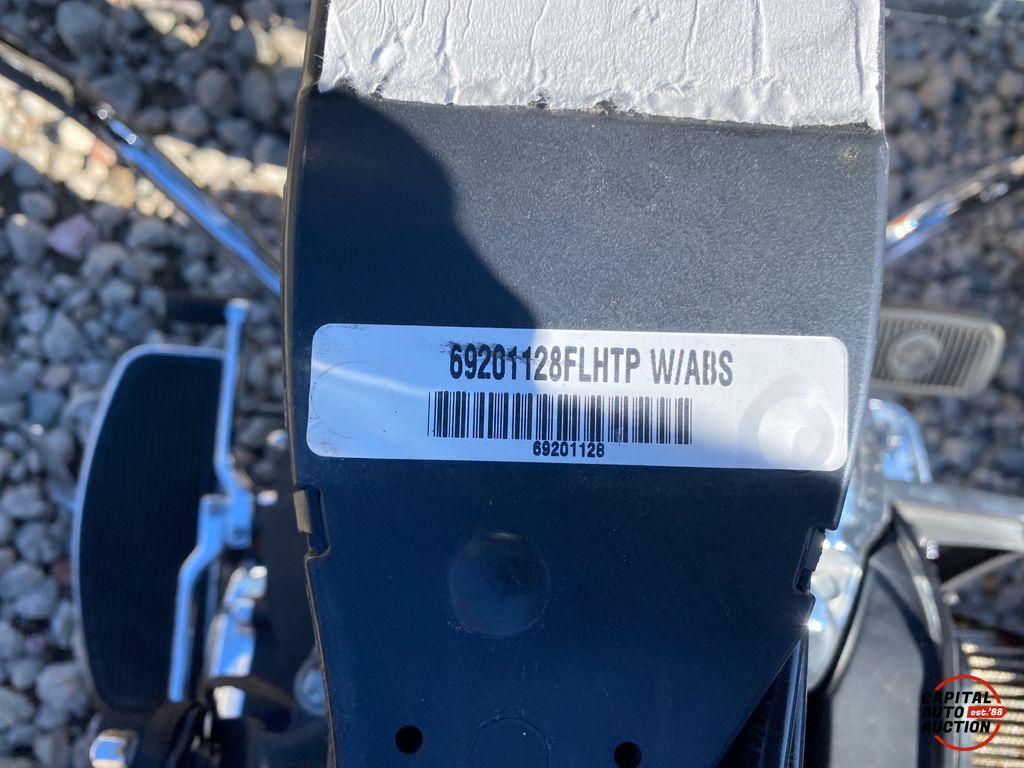 69201128FLHTP W/ABS
69201128
CAPITAL
AUTO est.'88
AUCTION